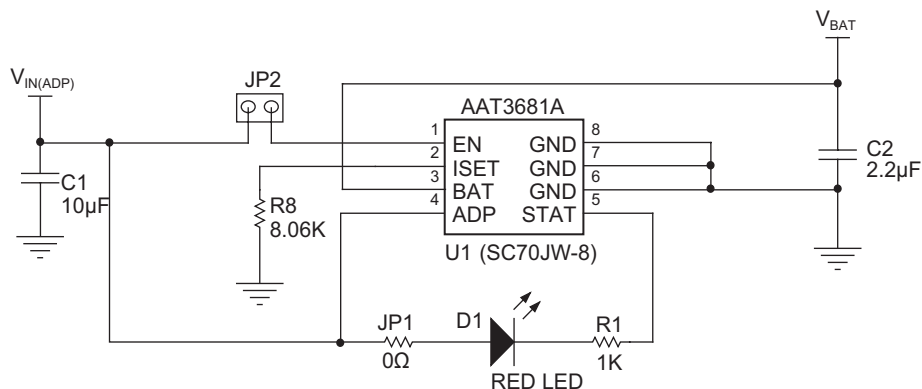 V_BAT
V_IN(ADP)
JP2
AAT3681A
1 EN GND 8
2 ISET GND 7
3 BAT GND 6
4 ADP STAT 5
C1
10µF
R8
8.06K
C2
2.2µF
U1 (SC70JW-8)
JP1
0Ω
D1
RED LED
R1
1K